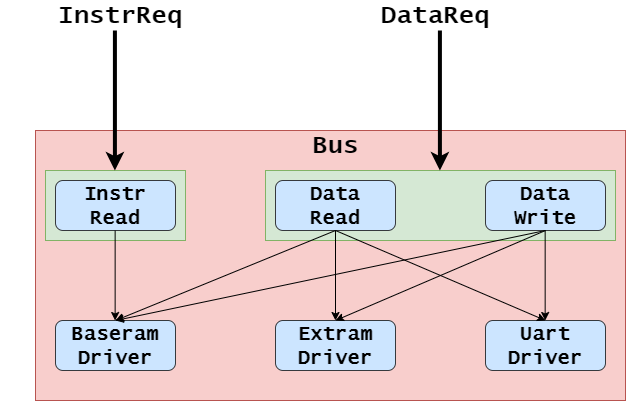 InstrReq
DataReq
Bus
Instr
Read
Data
Read
Data
Write
Baseram
Driver
Extram
Driver
Uart
Driver